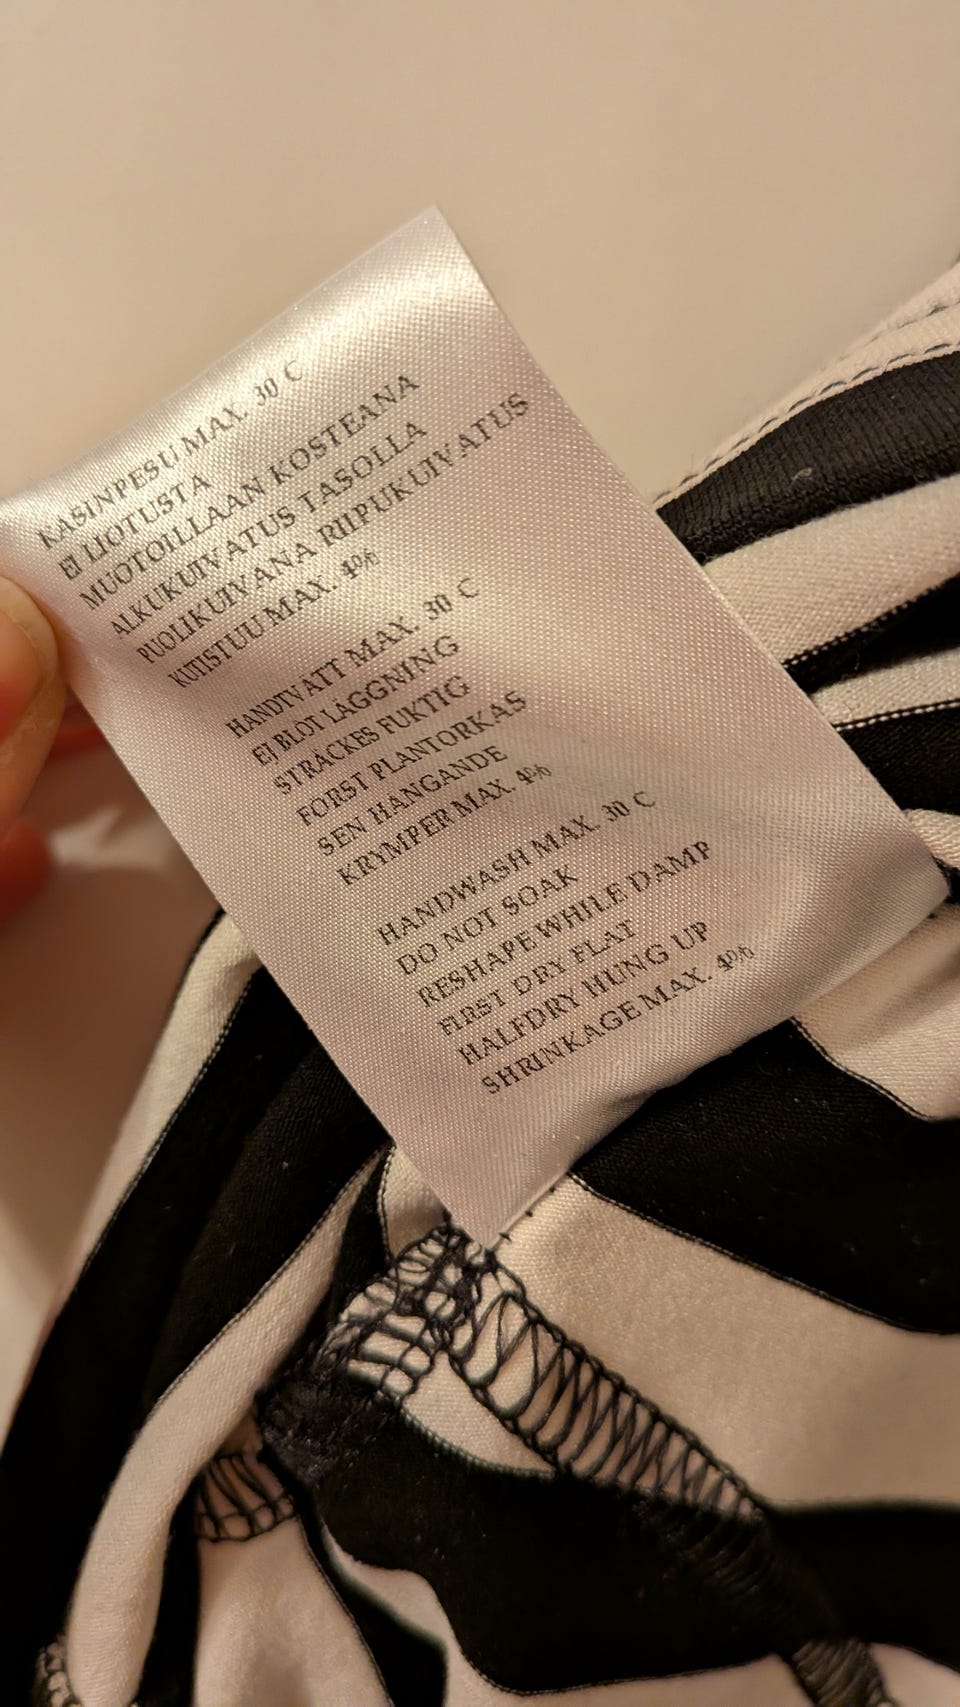 KÄSINPESU MAX. 30 C
EI LIOTUSTA
MUOTOILLAAN KOSTEANA
ALKUKUIVATUS TASOLLA
PUOLIKUIVANA RIIPUKUIVATUS
KUTISTUU MAX. 4%
HANDTVATT MAX. 30 C
EJ BLÖTLÄGGNING
STRÄCKES FUKTIG
FÖRST PLANTORKAS
SEN HÄNGANDE
KRYMPER MAX. 4%
HANDWASH MAX. 30 C
DO NOT SOAK
RESHAPE WHILE DAMP
FIRST DRY FLAT
HALFDRY HUNG UP
SHRINKAGE MAX. 4%